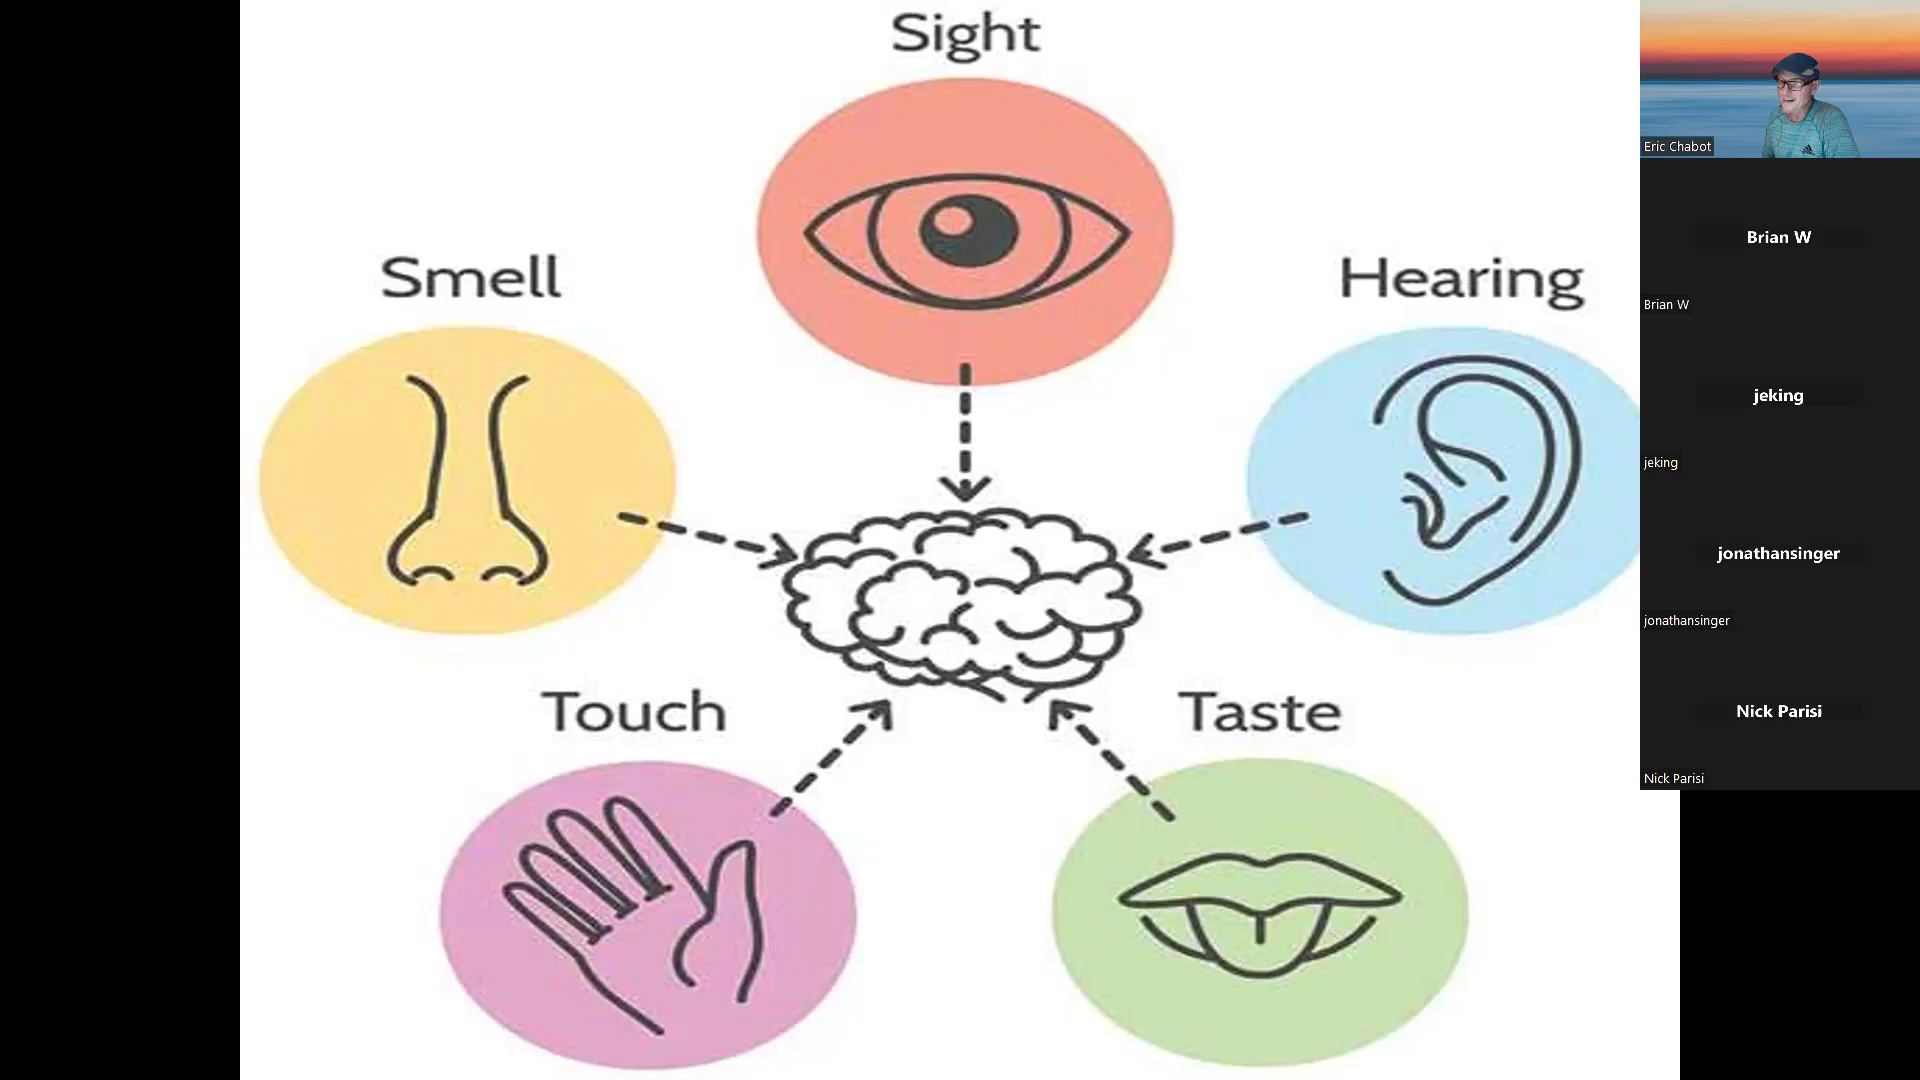 Sight
Smell
Hearing
Touch
Taste
Eric Chabot
Brian W
Brian W
jeking
jeking
jonathansinger
jonathansinger
Nick Parisi
Nick Parisi